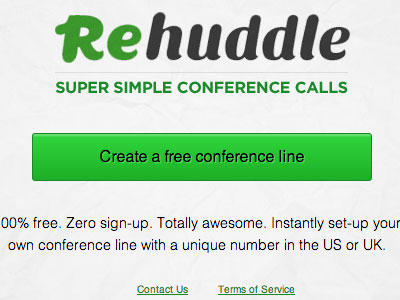 Rehuddle
SUPER SIMPLE CONFERENCE CALLS
Create a free conference line
00% free. Zero sign-up. Totally awesome. Instantly set-up your
own conference line with a unique number in the US or UK.
Contact Us Terms of Service